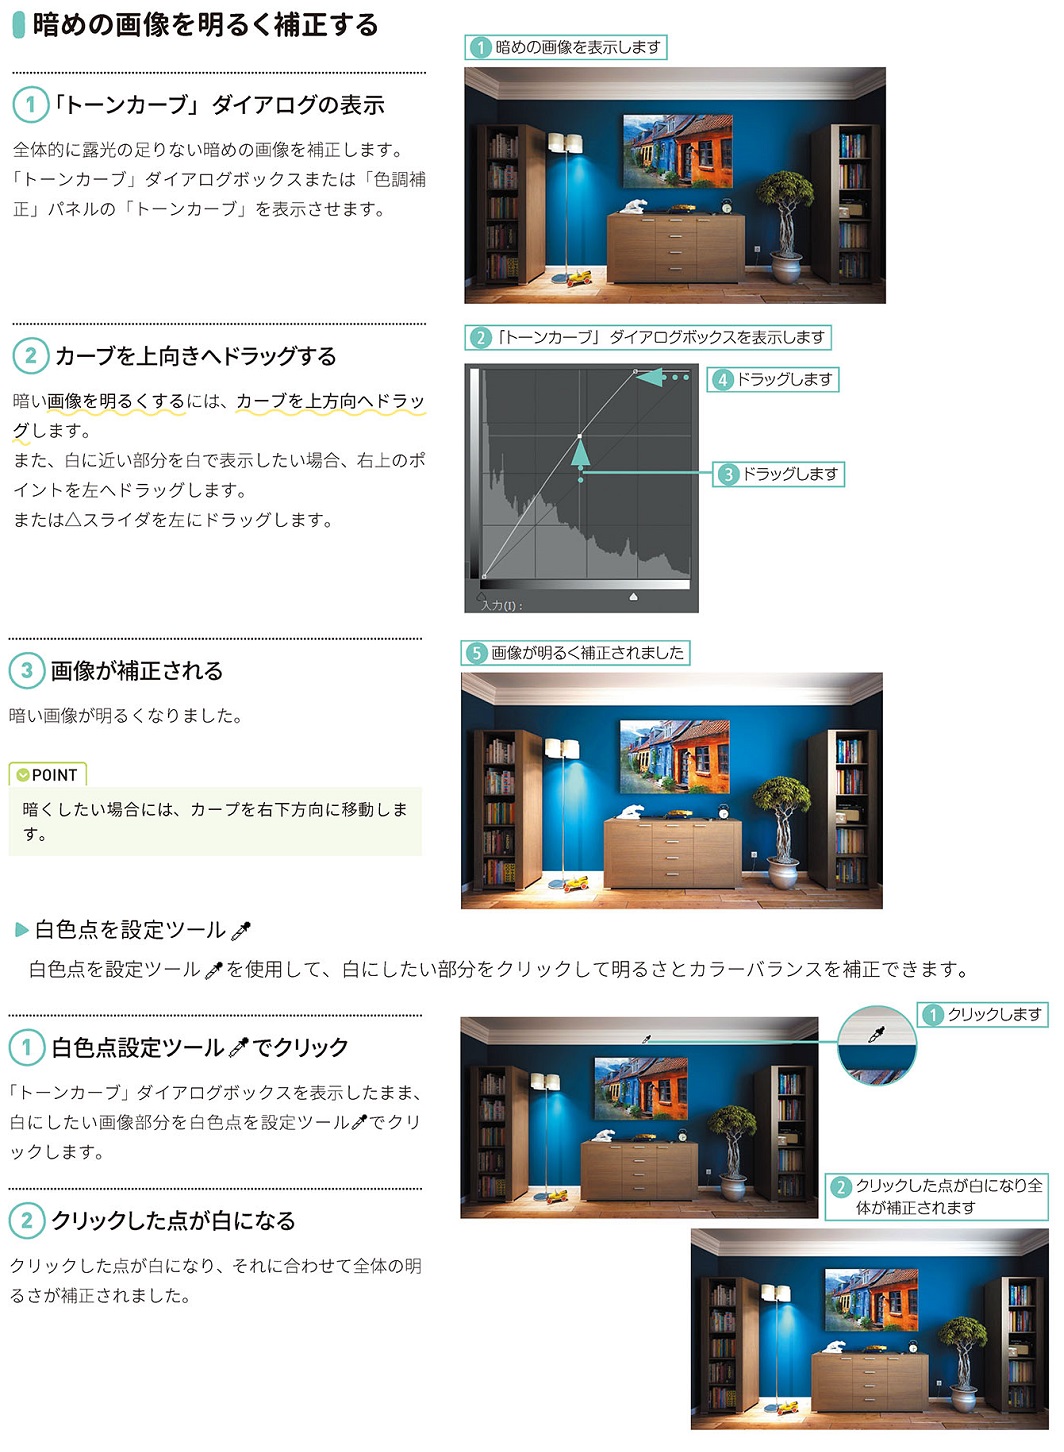 暗めの画像を明るく補正する
1 「トーンカーブ」ダイアログの表示
全体的に露光の足りない暗めの画像を補正します。
「トーンカーブ」ダイアログボックスまたは「色調補
正」パネルの「トーンカーブ」を表示させます。
1 暗めの画像を表示します
2 カーブを上向きへドラッグする
暗い画像を明るくするには、カーブを上方向へドラッ
グします。
また、白に近い部分を白で表示したい場合、右上のポ
イントを左へドラッグします。
または△スライダを左にドラッグします。
2 「トーンカーブ」ダイアログボックスを表示します
4 ドラッグします
3 ドラッグします
入力(I):
3 画像が補正される
暗い画像が明るくなりました。
POINT
暗くしたい場合には、カーブを右下方向に移動しま
す。
5 画像が明るく補正されました
白色点を設定ツール
白色点を設定ツールを使用して、白にしたい部分をクリックして明るさとカラーバランスを補正できます。
1 白色点設定ツールでクリック
「トーンカーブ」ダイアログボックスを表示したまま、
白にしたい画像部分を白色点を設定ツールでクリ
ックします。
1 クリックします
2 クリックした点が白になる
クリックした点が白になり、それに合わせて全体の明
るさが補正されました。
2 クリックした点が白になり全
体が補正されます